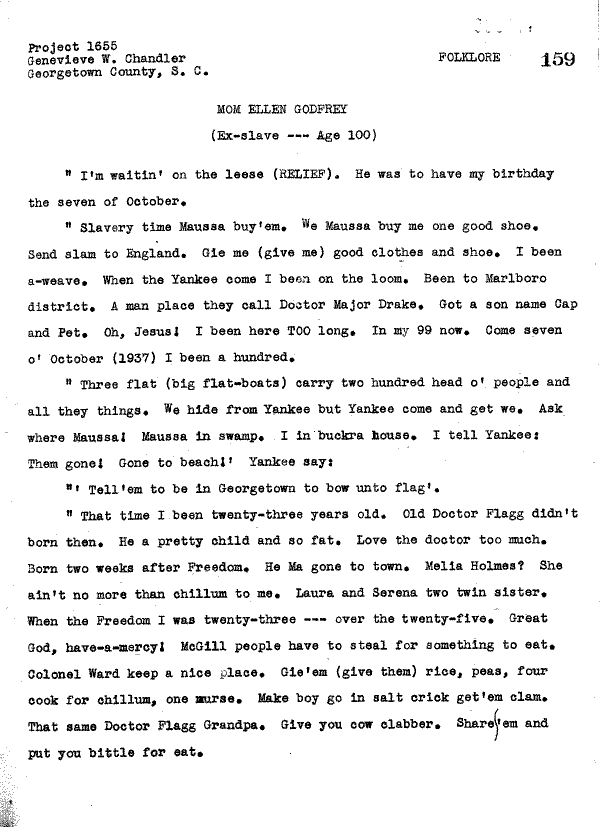 Project 1655
Genevieve W. Chandler
Georgetown County, S. C.
FOLKLORE 159
MOM ELLEN GODFREY
(Ex-slave --- Age 100)
" I'm waitin' on the leese (RELIEF). He was to have my birthday
the seven of October.
" Slavery time Maussa buy'em. We Maussa buy me one good shoe.
Send slam to England. Gie me (give me) good clothes and shoe. I been
a-weave. When the Yankee come I been on the loom. Been to Marlboro
district. A man place they call Doctor Major Drake. Got a son name Cap
and Pet. Oh, Jesus! I been here TOO long. In my 99 now. Come seven
o' October (1937) I been a hundred.
" Three flat (big flat-boats) carry two hundred head o' people and
all they things. We hide from Yankee but Yankee come and get we. Ask
where Maussa! Maussa in swamp. I in buckra house. I tell Yankee:
Them gone! Gone to beach!' Yankee say:
"' Tell'em to be in Georgetown to bow unto flag'.
" That time I been twenty-three years old. Old Doctor Flagg didn't
born then. He a pretty child and so fat. Love the doctor too much.
Born two weeks after Freedom. He Ma gone to town. Melia Holmes? She
ain't no more than chillum to me. Laura and Serena two twin sister.
When the Freedom I was twenty-three --- over the twenty-five. Great
God, have-a-mercy! McGill people have to steal for something to eat.
Colonel Ward keep a nice place. Gie'em (give them) rice, peas, four
cook for chillum, one nurse. Make boy go in salt crick get'em clam.
That same Doctor Flagg Grandpa. Give you cow clabber. Share'em and
put you bittle for eat.